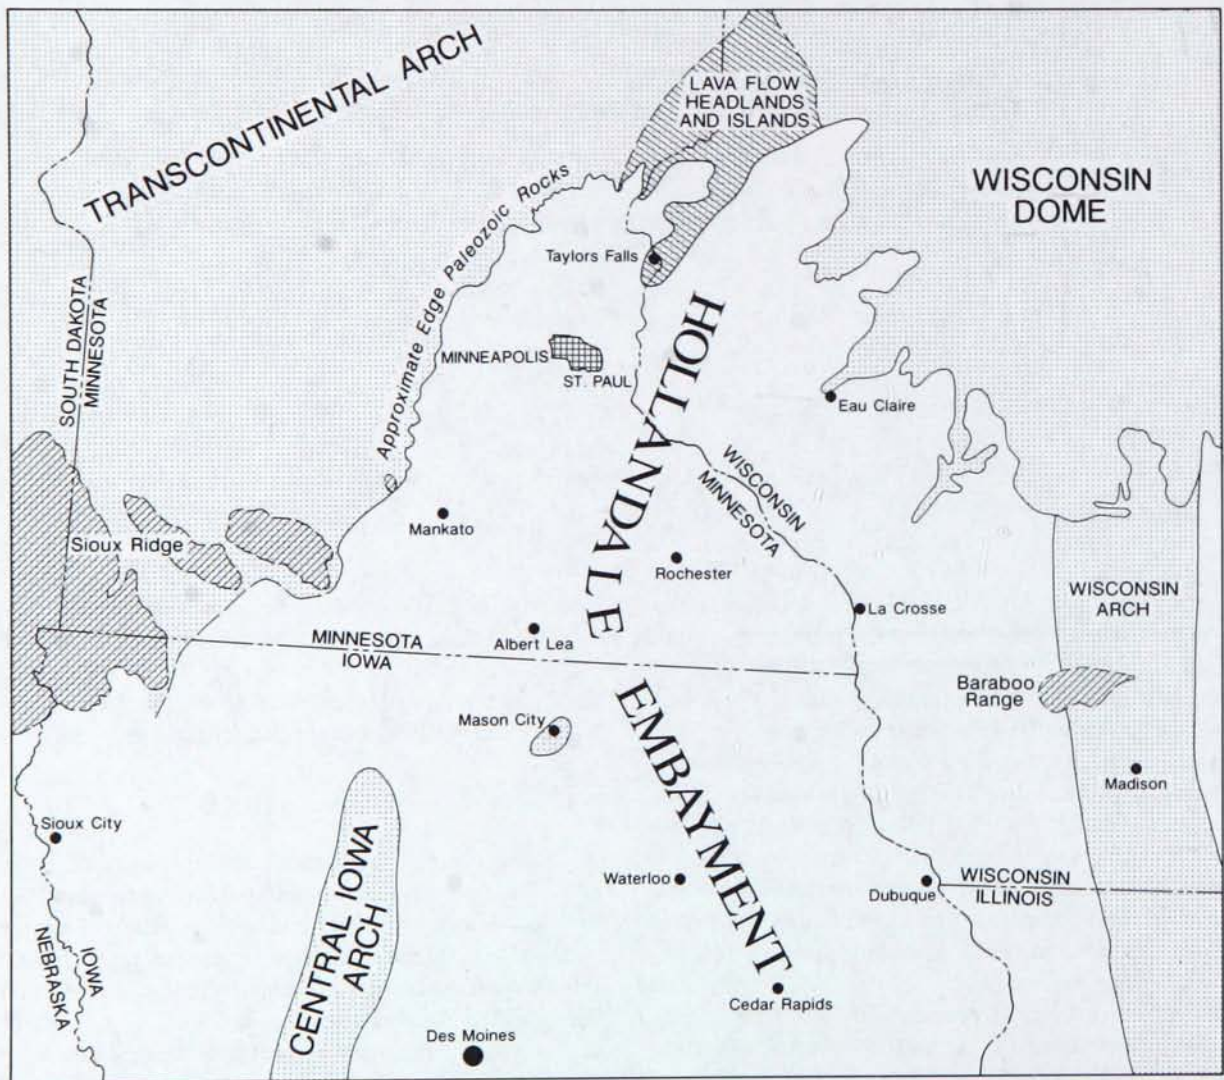 TRANSCONTINENTAL ARCH
LAVA FLOW
HEADLANDS
AND ISLANDS
WISCONSIN
DOME
Approximate Edge Paleozoic Rocks
Taylors Falls
SOUTH DAKOTA
MINNESOTA
MINNEAPOLIS
ST. PAUL
HOLLANDALE
Eau Claire
WISCONSIN
MINNESOTA
Mankato
Sioux Ridge
Rochester
WISCONSIN
ARCH
La Crosse
MINNESOTA
IOWA
Albert Lea
Baraboo
Range
EMBAYMENT
Mason City
Madison
Sioux City
CENTRAL IOWA
ARCH
Waterloo
Dubuque
WISCONSIN
ILLINOIS
IOWA
NEBRASKA
Cedar Rapids
Des Moines